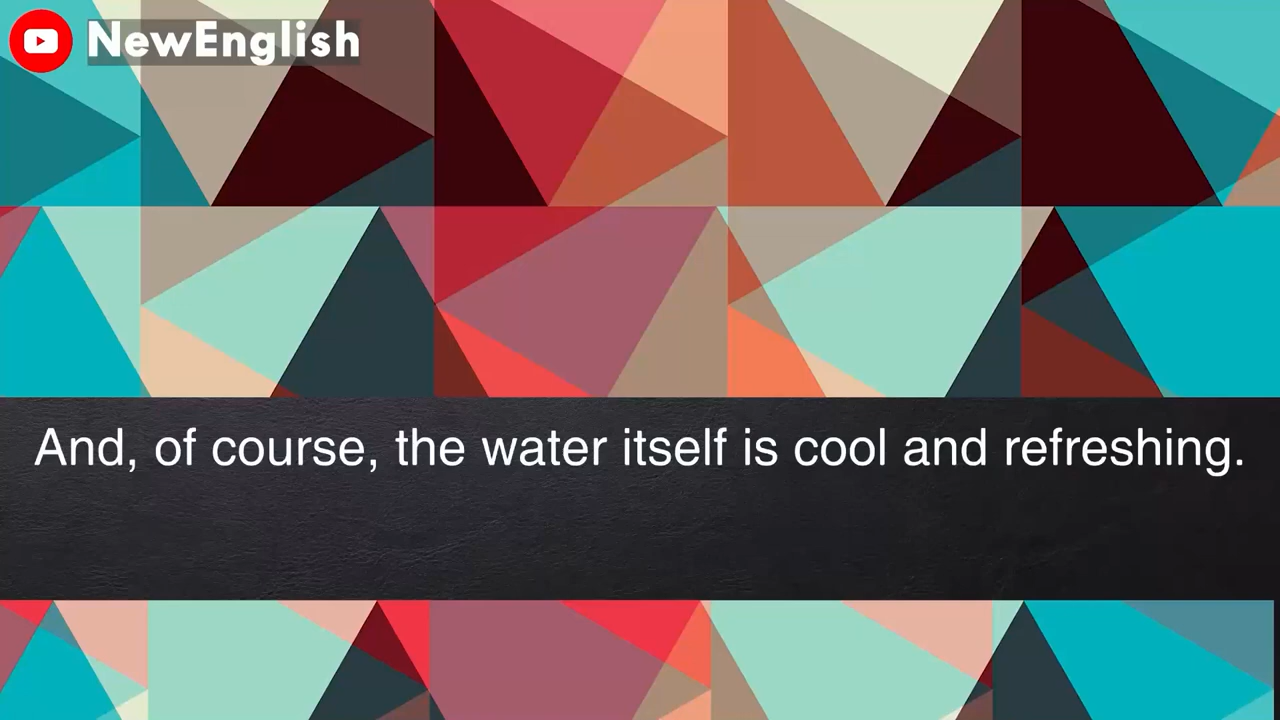 NewEnglish
And, of course, the water itself is cool and refreshing.